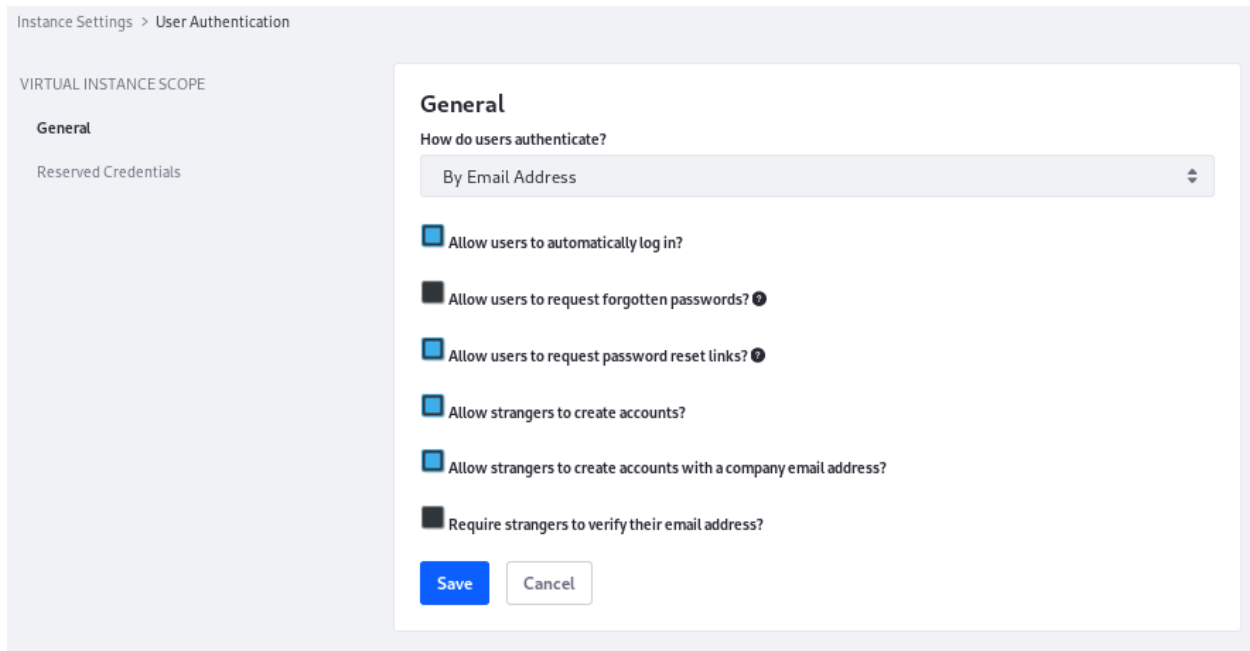 Instance Settings > User Authentication
VIRTUAL INSTANCE SCOPE
General
Reserved Credentials
General
How do users authenticate?
By Email Address
Allow users to automatically log in?
Allow users to request forgotten passwords? ?
Allow users to request password reset links? ?
Allow strangers to create accounts?
Allow strangers to create accounts with a company email address?
Require strangers to verify their email address?
Save Cancel